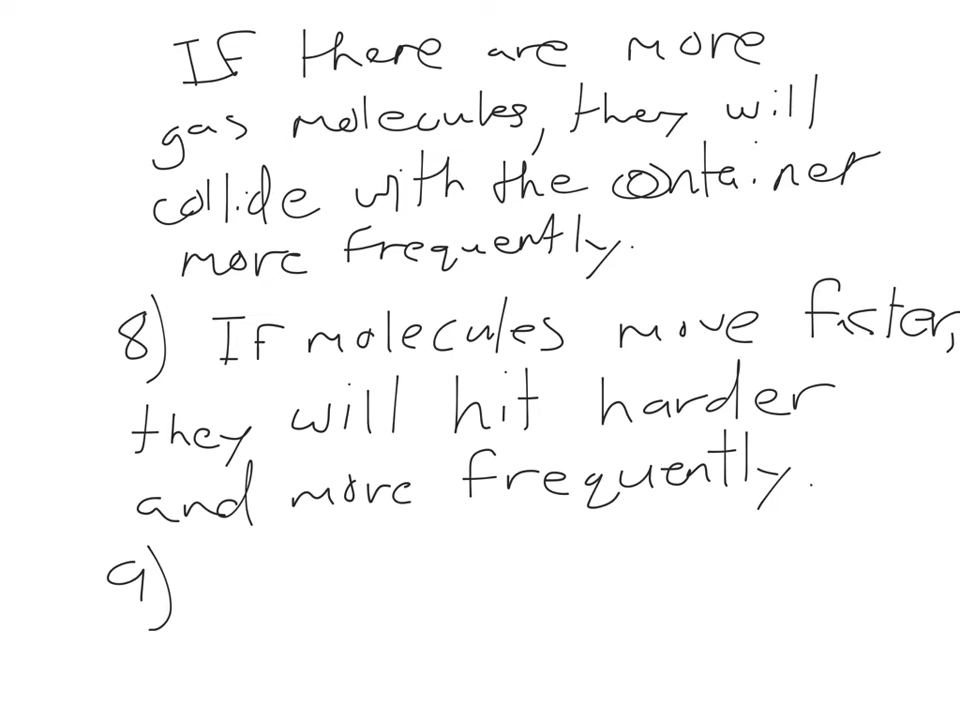 If there are more
gas molecules, they will
collide with the container
more frequently.
8) If molecules move faster,
they will hit harder
and more frequently.
9)